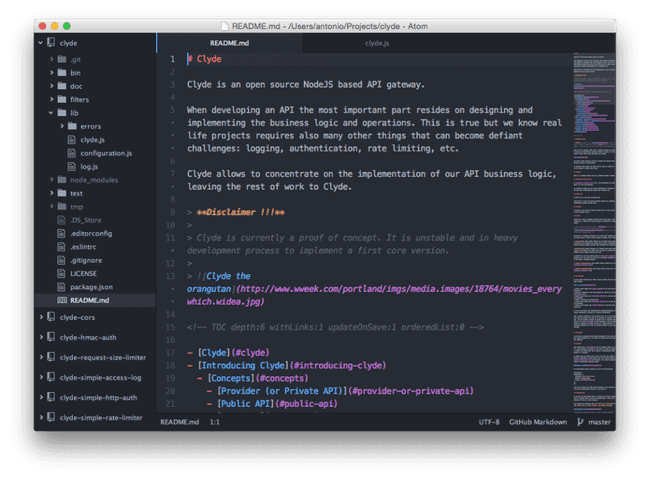 README.md - /Users/antonio/Projects/clyde - Atom
clyde
.git
bin
doc
filters
lib
errors
clyde.js
configuration.js
log.js
node_modules
test
tmp
.DS_Store
.editorconfig
.eslintrc
.gitignore
LICENSE
package.json
README.md
clyde-cors
clyde-hmac-auth
clyde-request-size-limiter
clyde-simple-access-log
clyde-simple-http-auth
clyde-simple-rate-limiter
README.md
clyde.js
1 # Clyde
2
3 Clyde is an open source NodeJS based API gateway.
4
5 When developing an API the most important part resides on designing and
• implementing the business logic and operations. This is true but we know real
• life projects requires also many other things that can become defiant
• challenges: logging, authentication, rate limiting, etc.
6
7 Clyde allows to concentrate on the implementation of our API business logic,
• leaving the rest of work to Clyde.
8
9 > **Disclaimer !!!**
10 >
11 > Clyde is currently a proof of concept. It is unstable and in heavy
• development process to implement a first core version.
12 >
13 > ![Clyde the
• orangutan](http://www.wweek.com/portland/imgs/media.images/18764/movies_every
• which.widea.jpg)
14
15 <!-- TOC depth:6 withLinks:1 updateOnSave:1 orderedList:0 -->
16
17 - [Clyde](#clyde)
18 - [Introducing Clyde](#introducing-clyde)
19 - [Concepts](#concepts)
20 - [Provider (or Private API)](#provider-or-private-api)
21 - [Public API](#public-api)
README.md 1:1 UTF-8 GitHub Markdown master